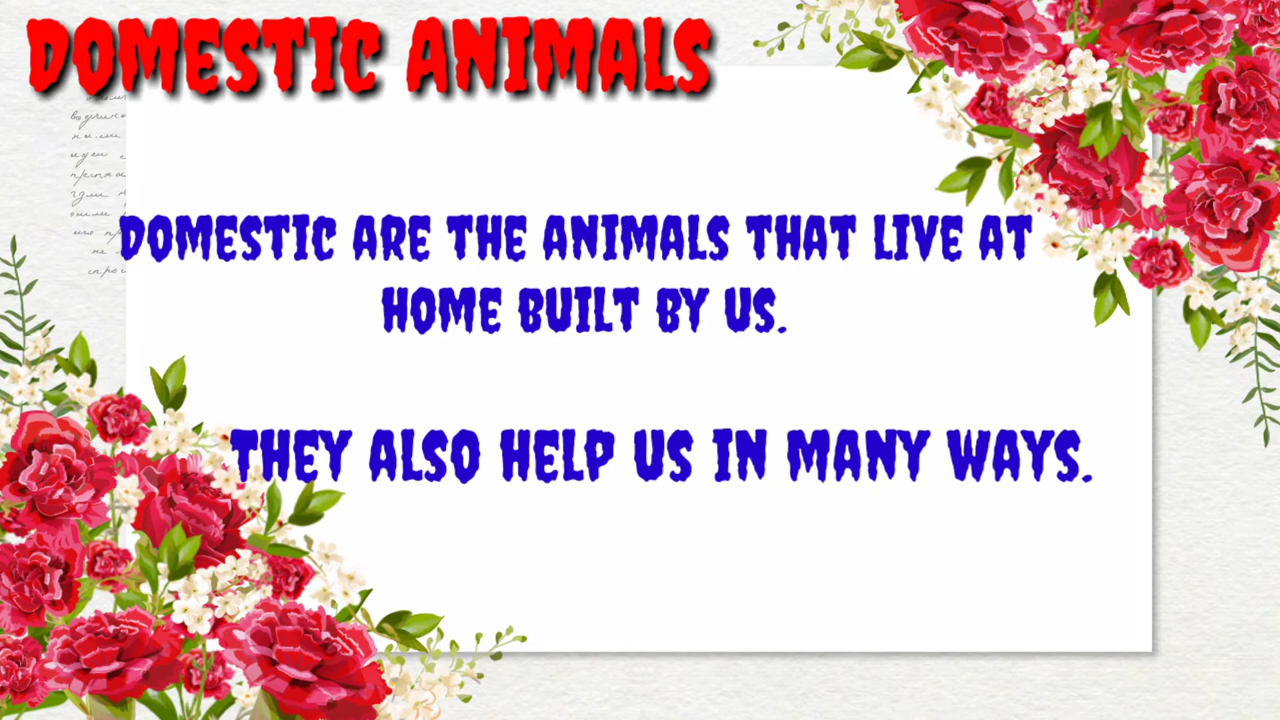 DOMESTIC ANIMALS
DOMESTIC ARE THE ANIMALS THAT LIVE AT
HOME BUILT BY US.
THEY ALSO HELP US IN MANY WAYS.